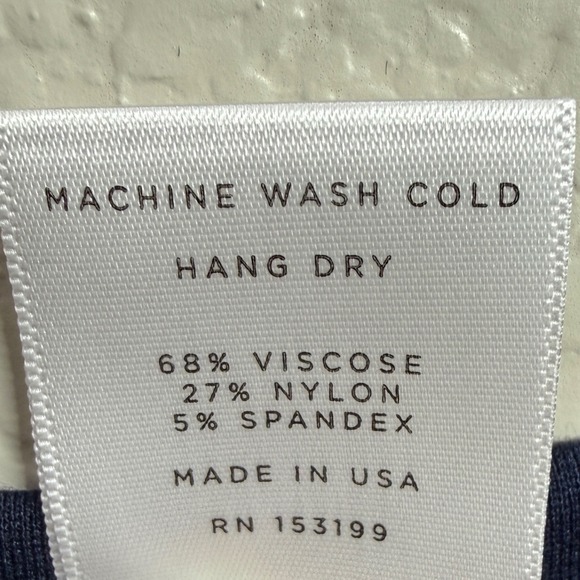 MACHINE WASH COLD
HANG DRY
68% VISCOSE
27% NYLON
5% SPANDEX
MADE IN USA
RN 153199